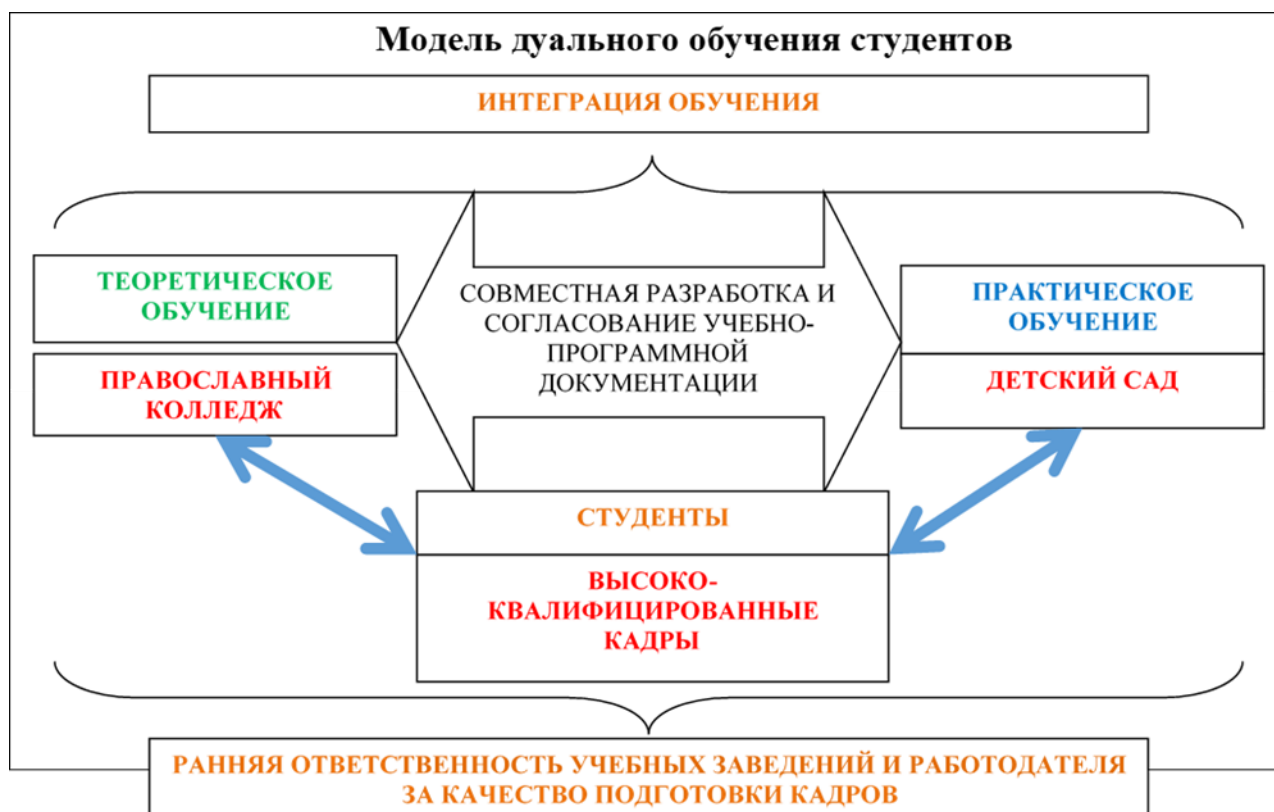 Модель дуального обучения студентов
ИНТЕГРАЦИЯ ОБУЧЕНИЯ
ТЕОРЕТИЧЕСКОЕ
ОБУЧЕНИЕ
ПРАВОСЛАВНЫЙ
КОЛЛЕДЖ
СОВМЕСТНАЯ РАЗРАБОТКА И
СОГЛАСОВАНИЕ УЧЕБНО-
ПРОГРАММНОЙ
ДОКУМЕНТАЦИИ
ПРАКТИЧЕСКОЕ
ОБУЧЕНИЕ
ДЕТСКИЙ САД
СТУДЕНТЫ
ВЫСОКО-
КВАЛИФИЦИРОВАННЫЕ
КАДРЫ
РАННЯЯ ОТВЕТСТВЕННОСТЬ УЧЕБНЫХ ЗАВЕДЕНИЙ И РАБОТОДАТЕЛЯ
ЗА КАЧЕСТВО ПОДГОТОВКИ КАДРОВ